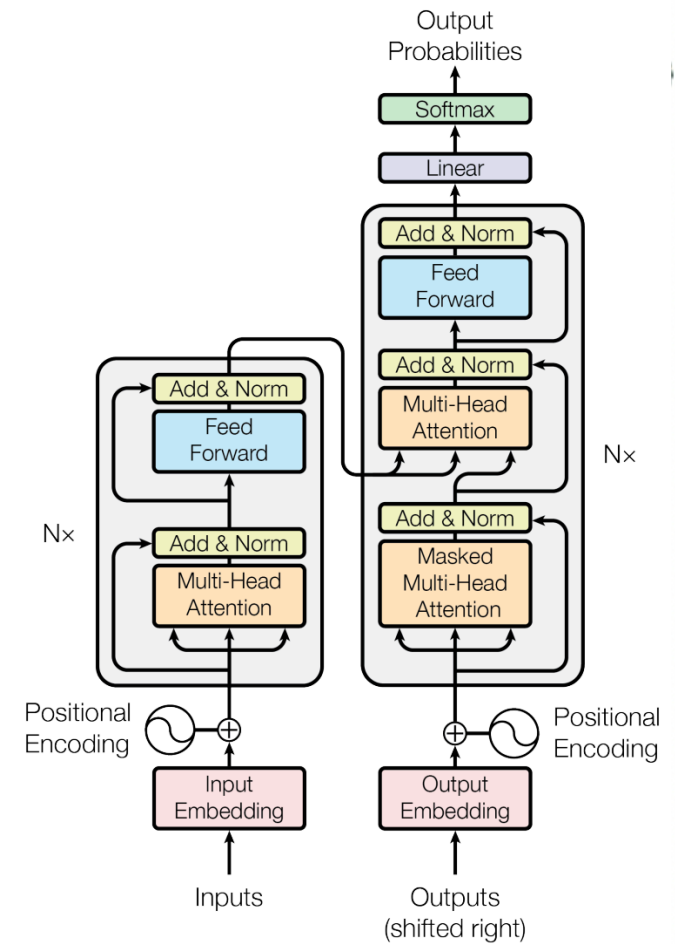 Output
Probabilities
Softmax
Linear
Add & Norm
Feed
Forward
Add & Norm
Multi-Head
Attention
Add & Norm
Masked
Multi-Head
Attention
N×
Add & Norm
Feed
Forward
Add & Norm
Multi-Head
Attention
N×
Positional
Encoding
Positional
Encoding
Input
Embedding
Output
Embedding
Inputs
Outputs
(shifted right)